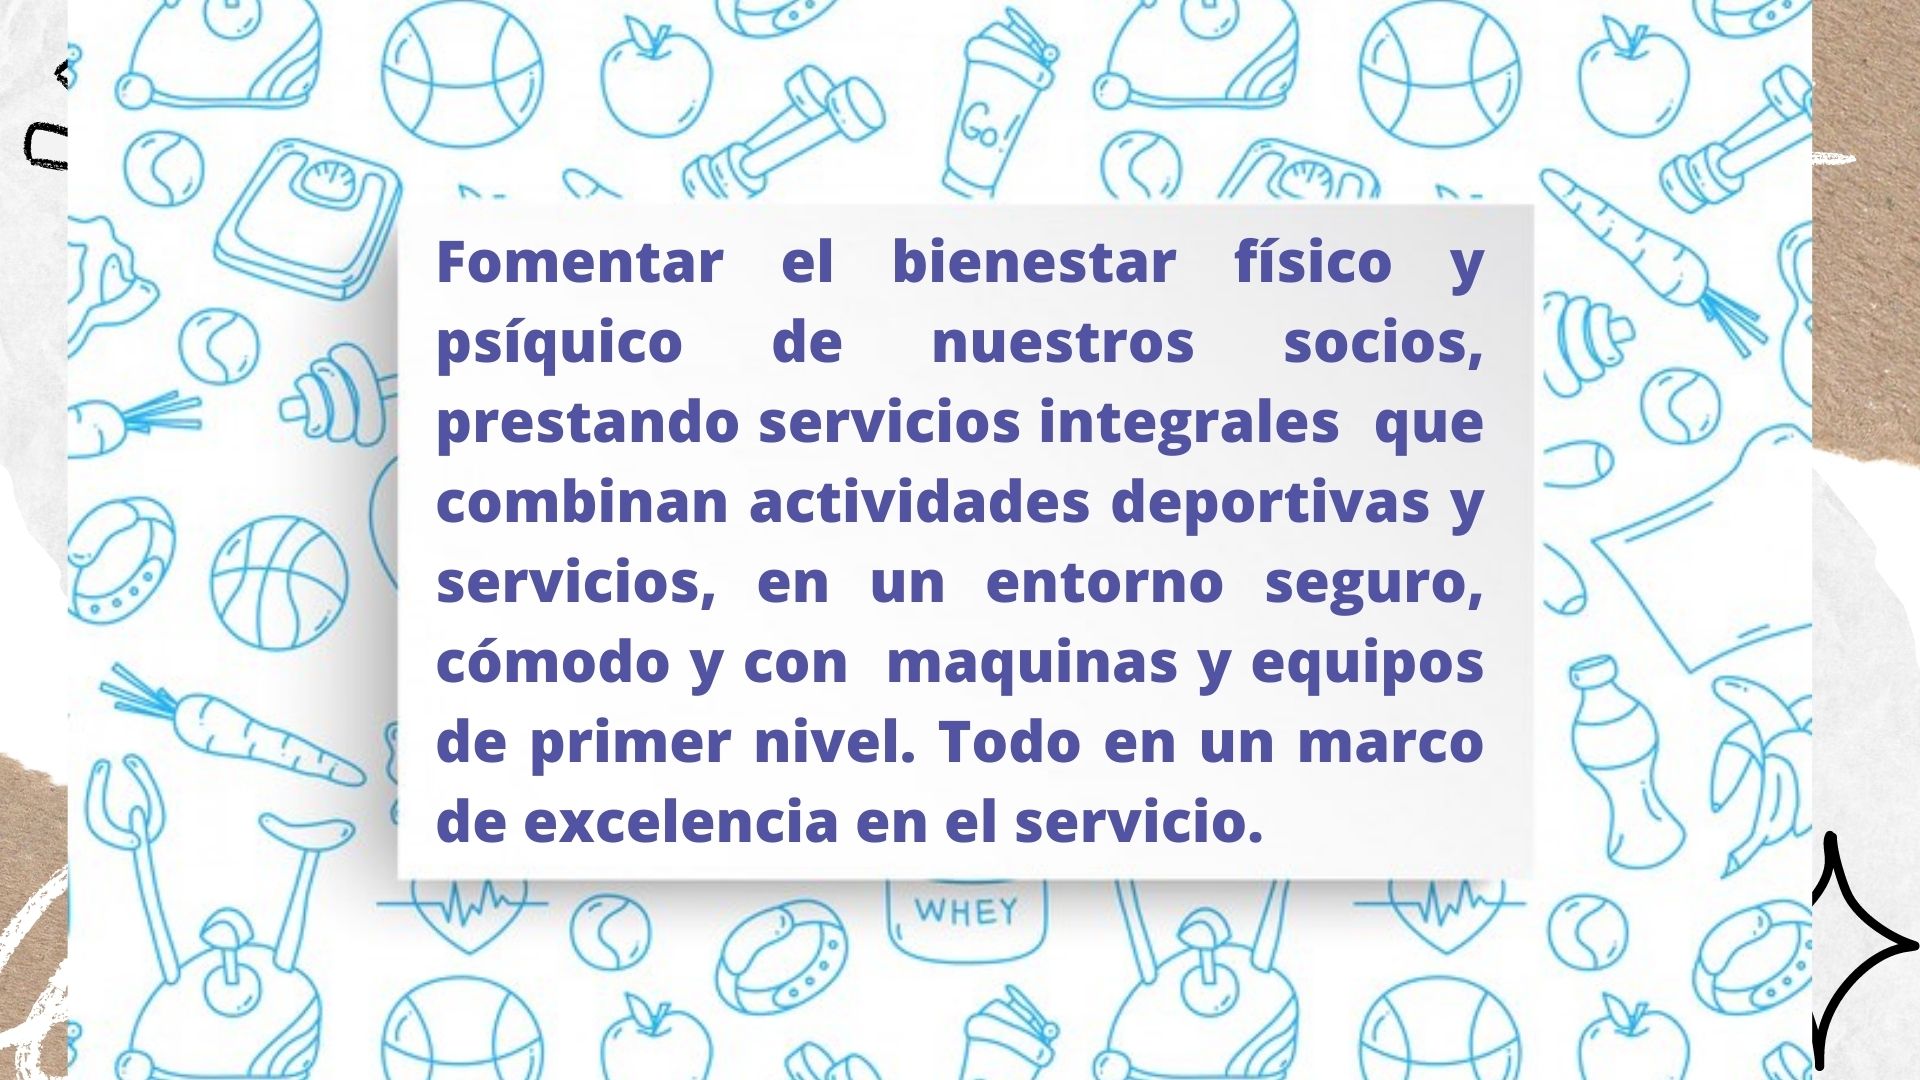 Go!
Fomentar el bienestar físico y
psíquico de nuestros socios,
prestando servicios integrales que
combinan actividades deportivas y
servicios, en un entorno seguro,
cómodo y con maquinas y equipos
de primer nivel. Todo en un marco
de excelencia en el servicio.
WHEY